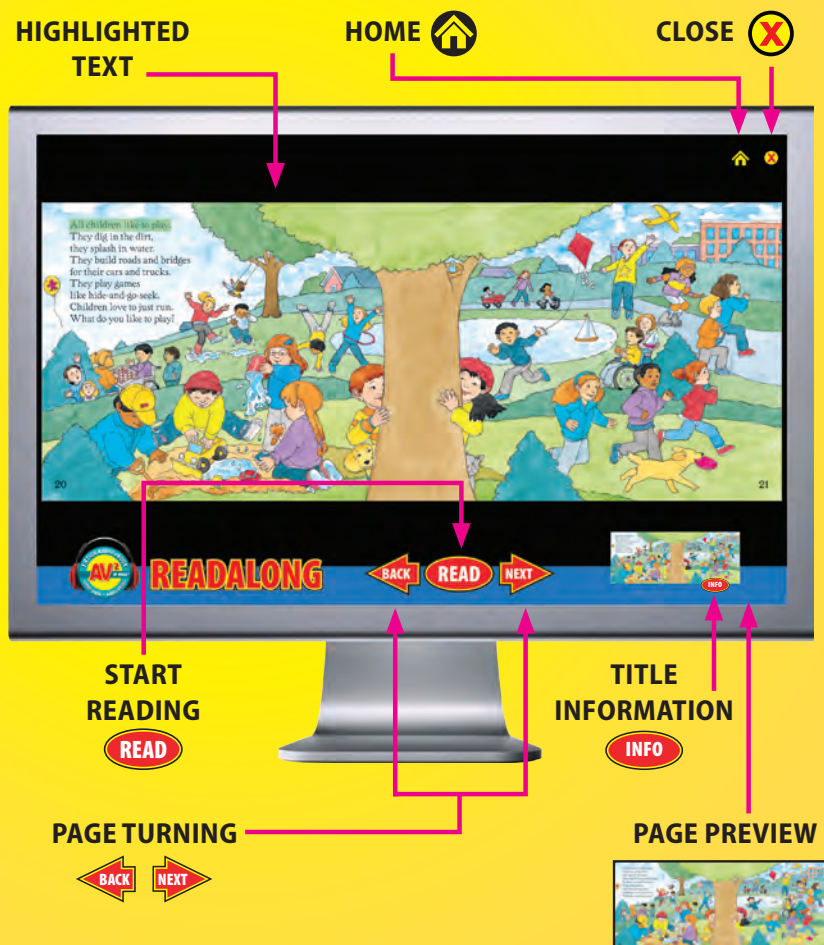 HIGHLIGHTED
TEXT
HOME
CLOSE X
X
All children like to play.
They dig in the dirt,
they splash in water.
They build roads and bridges
for their cars and trucks.
They play games
like hide-and-go-seek.
Children love to just run.
What do you like to play?
20
21
AV²
READALONG
BACK
READ
NEXT
INFO
START
READING
READ
TITLE
INFORMATION
INFO
PAGE TURNING
BACK
NEXT
PAGE PREVIEW